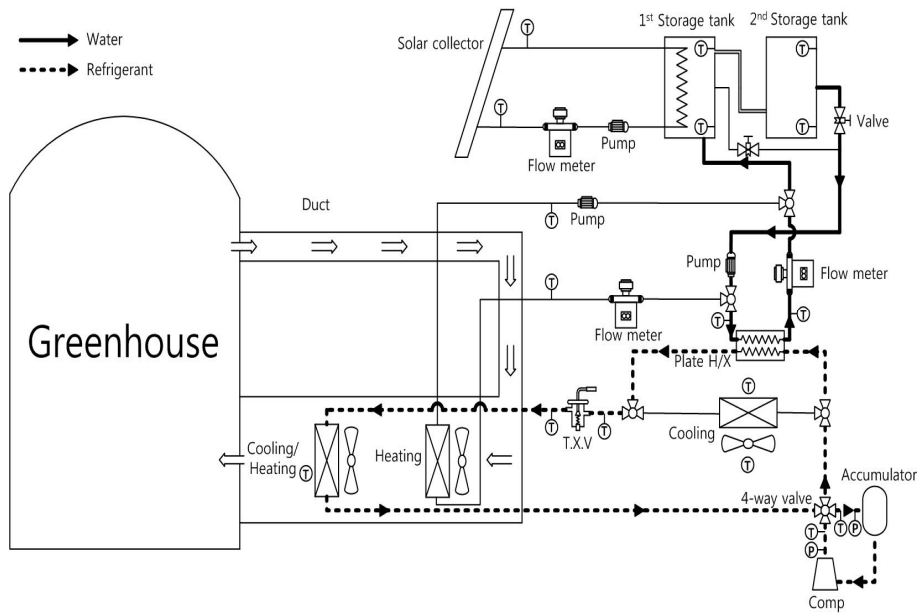 1st Storage tank
2nd Storage tank
Water
Refrigerant
Solar collector
T
T
T
T
T
T
Valve
Flow meter
Pump
Duct
T
Pump
Pump
Flow meter
T
Flow meter
T
T
Greenhouse
Plate H/X
T
T
T
T.X.V
Cooling
T
Cooling/
Heating
T
Heating
4-way valve
Accumulator
T
T
P
P
Comp